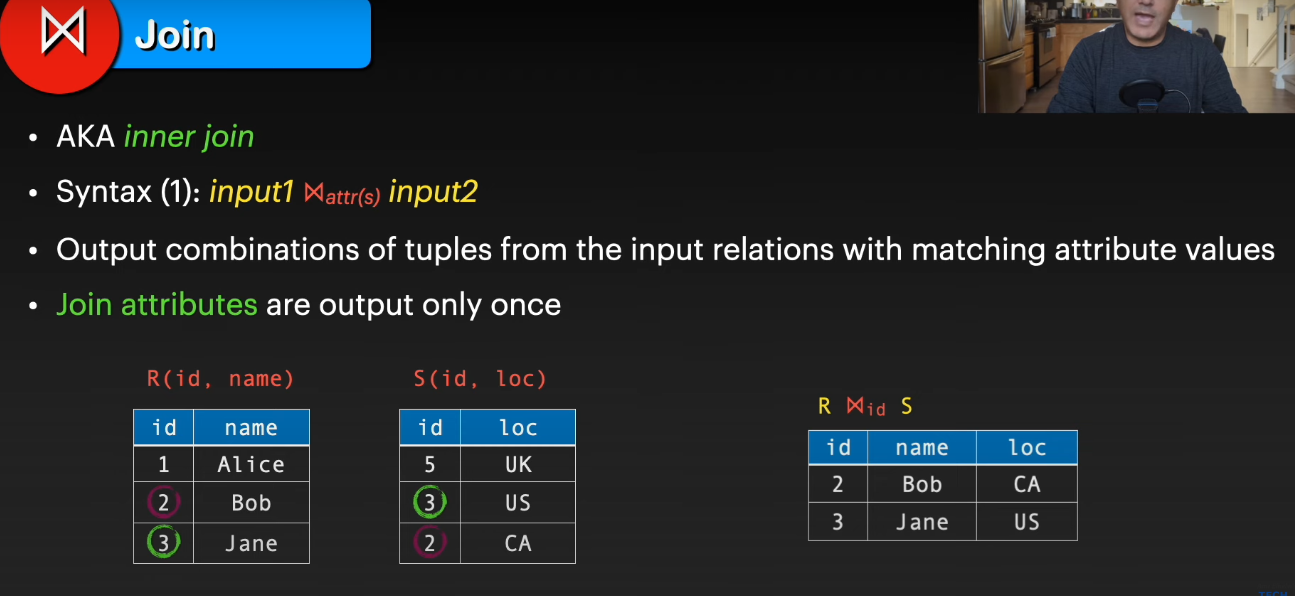 ⋈ Join
• AKA inner join
• Syntax (1): input1 ⋈attr(s) input2
• Output combinations of tuples from the input relations with matching attribute values
• Join attributes are output only once
R(id, name)
id name
1 Alice
2 Bob
3 Jane
S(id, loc)
id loc
5 UK
3 US
2 CA
R ⋈id S
id name loc
2 Bob CA
3 Jane US